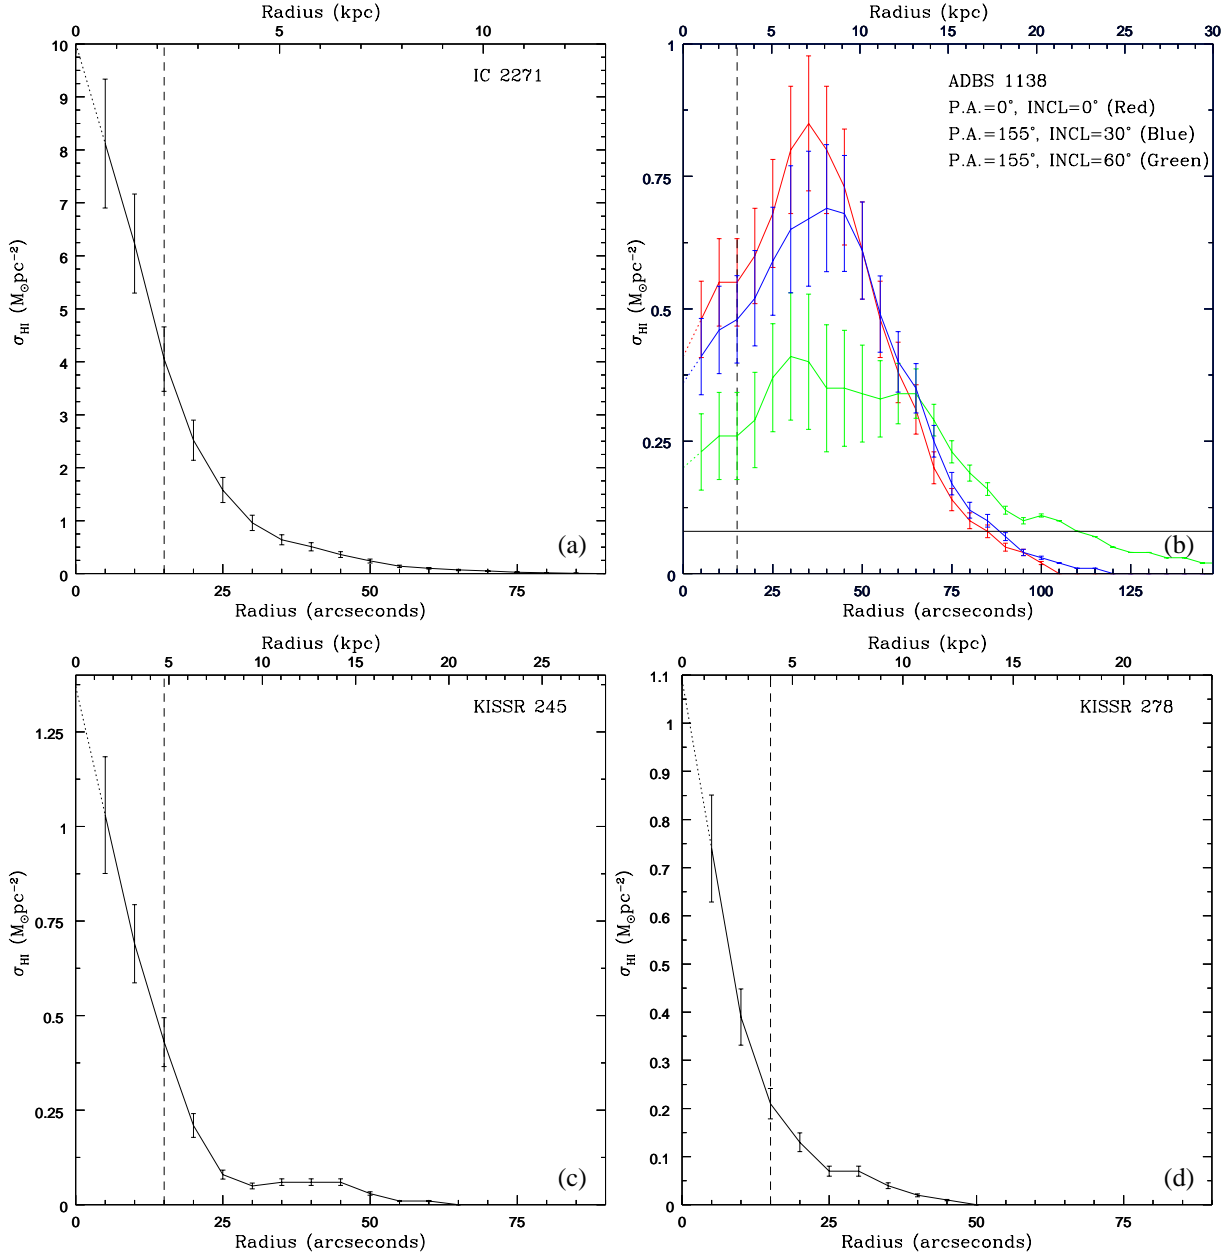 Radius (kpc)
0 5 10
10
9
8
7
6
5
4
3
2
1
0
σHI (M⊙pc−2)
IC 2271
(a)
0 25 50 75
Radius (arcseconds)
Radius (kpc)
0 5 10 15 20 25 30
1
0.75
0.5
0.25
0
σHI (M⊙pc−2)
ADBS 1138
P.A.=0°, INCL=0° (Red)
P.A.=155°, INCL=30° (Blue)
P.A.=155°, INCL=60° (Green)
(b)
0 25 50 75 100 125
Radius (arcseconds)
Radius (kpc)
0 5 10 15 20 25
1.25
1
0.75
0.5
0.25
0
σHI (M⊙pc−2)
KISSR 245
(c)
0 25 50 75
Radius (arcseconds)
Radius (kpc)
0 5 10 15 20
1.1
1
0.9
0.8
0.7
0.6
0.5
0.4
0.3
0.2
0.1
0
σHI (M⊙pc−2)
KISSR 278
(d)
0 25 50 75
Radius (arcseconds)